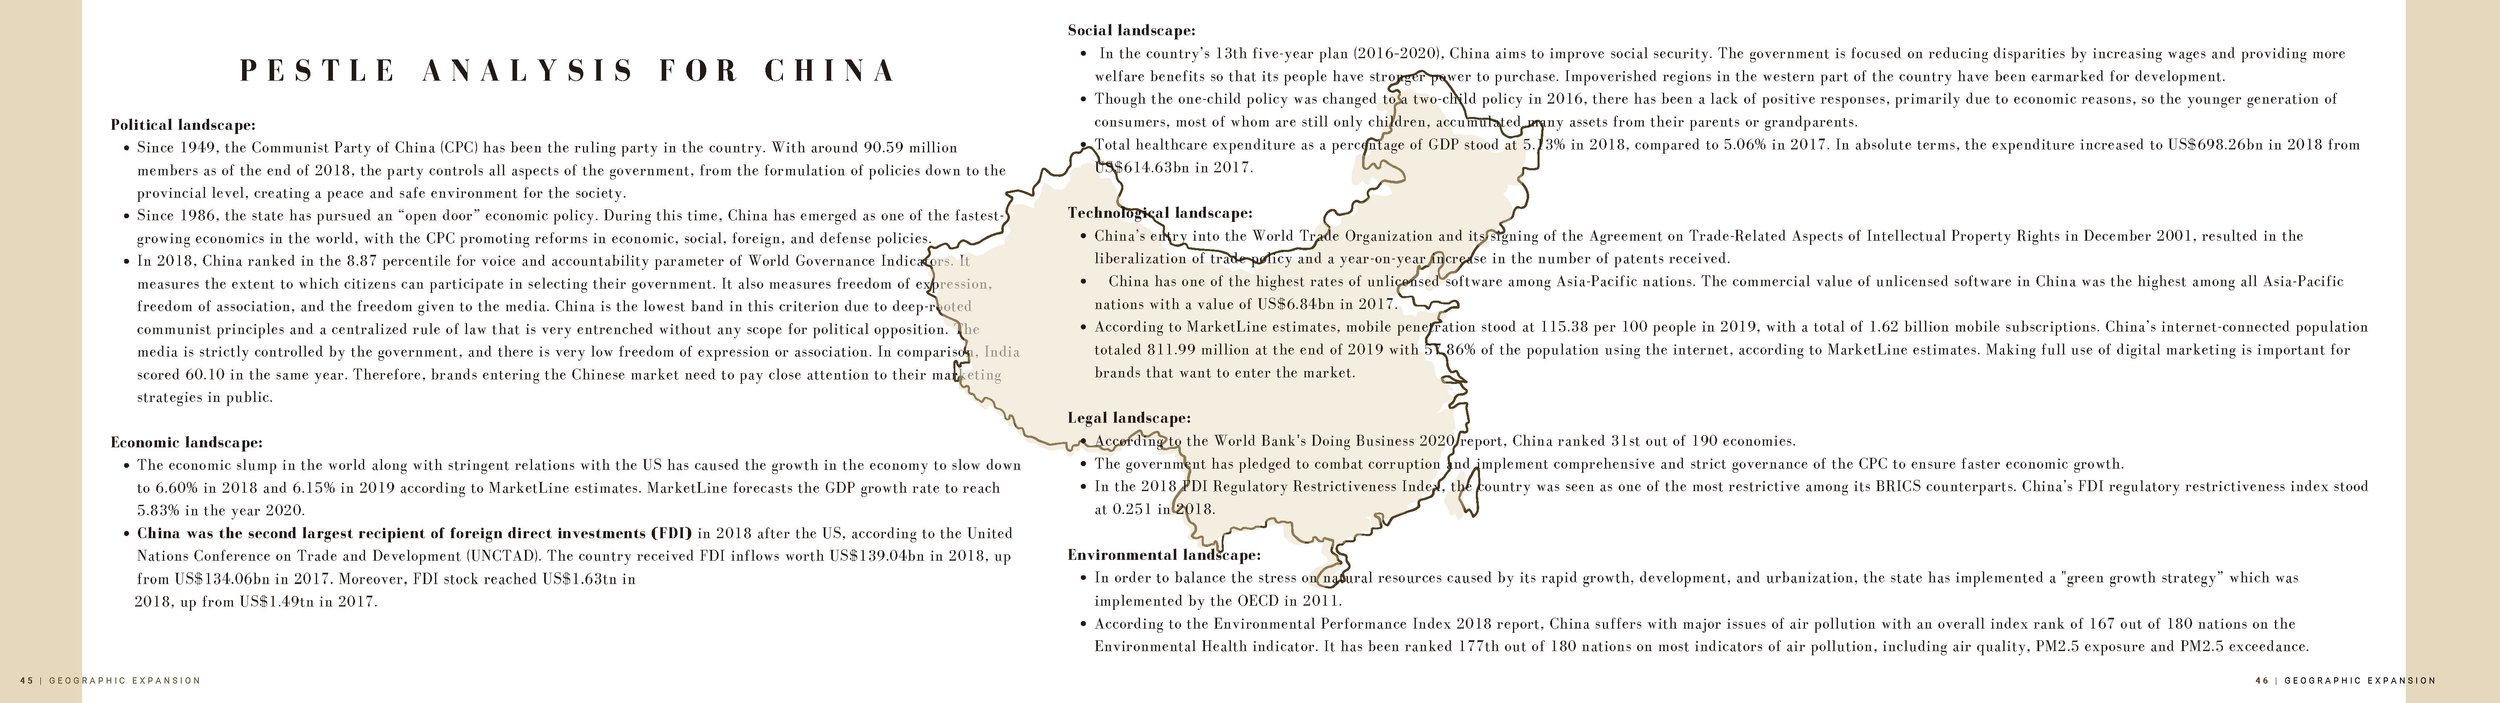 PESTLE ANALYSIS FOR CHINA
Political landscape:
• Since 1949, the Communist Party of China (CPC) has been the ruling party in the country. With around 90.59 million
members as of the end of 2018, the party controls all aspects of the government, from the formulation of policies down to the
provincial level, creating a peace and safe environment for the society.
• Since 1986, the state has pursued an “open door” economic policy. During this time, China has emerged as one of the fastest-
growing economics in the world, with the CPC promoting reforms in economic, social, foreign, and defense policies.
• In 2018, China ranked in the 8.87 percentile for voice and accountability parameter of World Governance Indicators. It
measures the extent to which citizens can participate in selecting their government. It also measures freedom of expression,
freedom of association, and the freedom given to the media. China is the lowest band in this criterion due to deep-rooted
communist principles and a centralized rule of law that is very entrenched without any scope for political opposition. The
media is strictly controlled by the government, and there is very low freedom of expression or association. In comparison, India
scored 60.10 in the same year. Therefore, brands entering the Chinese market need to pay close attention to their marketing
strategies in public.
Economic landscape:
• The economic slump in the world along with stringent relations with the US has caused the growth in the economy to slow down
to 6.60% in 2018 and 6.15% in 2019 according to MarketLine estimates. MarketLine forecasts the GDP growth rate to reach
5.83% in the year 2020.
• China was the second largest recipient of foreign direct investments (FDI) in 2018 after the US, according to the United
Nations Conference on Trade and Development (UNCTAD). The country received FDI inflows worth US$139.04bn in 2018, up
from US$134.06bn in 2017. Moreover, FDI stock reached US$1.63tn in
2018, up from US$1.49tn in 2017.
45 | GEOGRAPHIC EXPANSION
Social landscape:
• In the country’s 13th five-year plan (2016-2020), China aims to improve social security. The government is focused on reducing disparities by increasing wages and providing more
welfare benefits so that its people have stronger power to purchase. Impoverished regions in the western part of the country have been earmarked for development.
• Though the one-child policy was changed to a two-child policy in 2016, there has been a lack of positive responses, primarily due to economic reasons, so the younger generation of
consumers, most of whom are still only children, accumulated many assets from their parents or grandparents.
• Total healthcare expenditure as a percentage of GDP stood at 5.13% in 2018, compared to 5.06% in 2017. In absolute terms, the expenditure increased to US$698.26bn in 2018 from
US$614.63bn in 2017.
Technological landscape:
• China’s entry into the World Trade Organization and its signing of the Agreement on Trade-Related Aspects of Intellectual Property Rights in December 2001, resulted in the
liberalization of trade policy and a year-on-year increase in the number of patents received.
• China has one of the highest rates of unlicensed software among Asia-Pacific nations. The commercial value of unlicensed software in China was the highest among all Asia-Pacific
nations with a value of US$6.84bn in 2017.
• According to MarketLine estimates, mobile penetration stood at 115.38 per 100 people in 2019, with a total of 1.62 billion mobile subscriptions. China’s internet-connected population
totaled 811.99 million at the end of 2019 with 57.86% of the population using the internet, according to MarketLine estimates. Making full use of digital marketing is important for
brands that want to enter the market.
Legal landscape:
• According to the World Bank's Doing Business 2020 report, China ranked 31st out of 190 economies.
• The government has pledged to combat corruption and implement comprehensive and strict governance of the CPC to ensure faster economic growth.
• In the 2018 FDI Regulatory Restrictiveness Index, the country was seen as one of the most restrictive among its BRICS counterparts. China’s FDI regulatory restrictiveness index stood
at 0.251 in 2018.
Environmental landscape:
• In order to balance the stress on natural resources caused by its rapid growth, development, and urbanization, the state has implemented a "green growth strategy” which was
implemented by the OECD in 2011.
• According to the Environmental Performance Index 2018 report, China suffers with major issues of air pollution with an overall index rank of 167 out of 180 nations on the
Environmental Health indicator. It has been ranked 177th out of 180 nations on most indicators of air pollution, including air quality, PM2.5 exposure and PM2.5 exceedance.
46 | GEOGRAPHIC EXPANSION